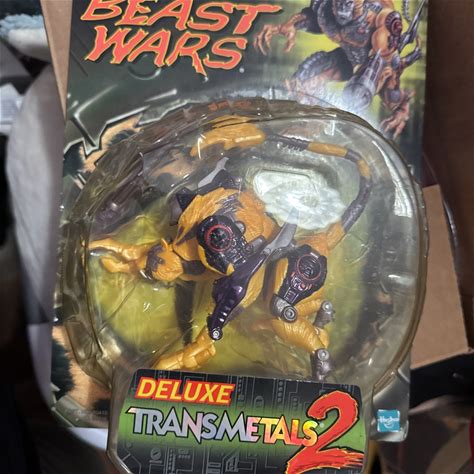 BEAST
WARS
DELUXE
TRANSMETALS 2
Hasbro